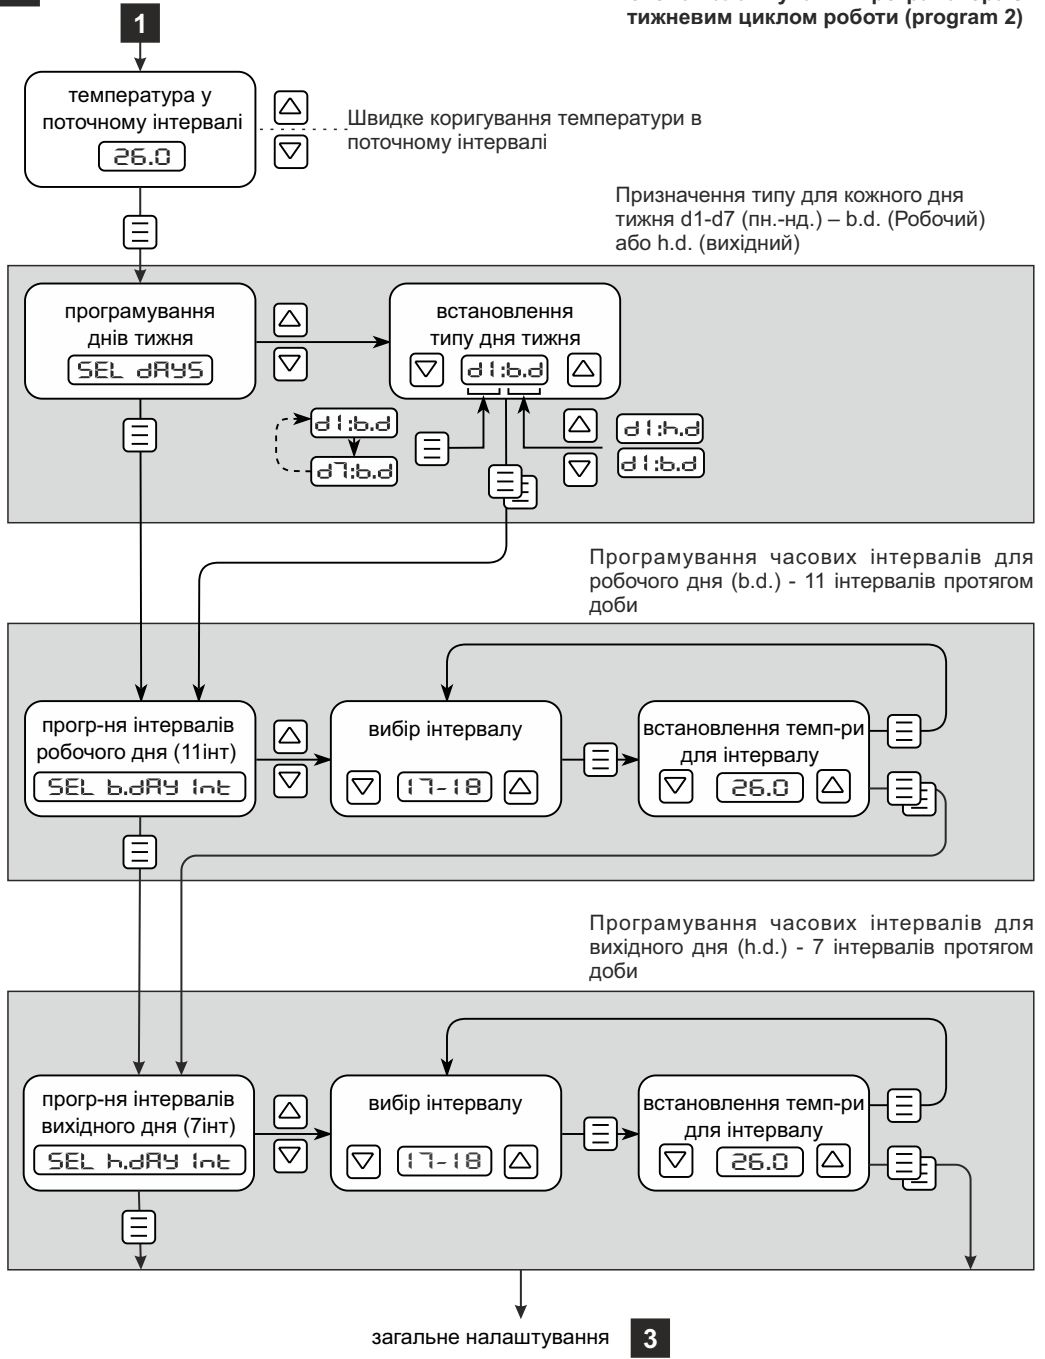 тижневим циклом роботи (program 2)
1
температура у
поточному інтервалі
26.0
Швидке коригування температури в
поточному інтервалі
Призначення типу для кожного дня
тижня d1-d7 (пн.-нд.) – b.d. (Робочий)
або h.d. (вихідний)
програмування
днів тижня
SEL dAYS
встановлення
типу дня тижня
d1:b.d
d1:b.d
d7:b.d
d1:h.d
d1:b.d
Програмування часових інтервалів для
робочого дня (b.d.) - 11 інтервалів протягом
доби
прогр-ня інтервалів
робочого дня (11інт)
SEL b.dAY Int
вибір інтервалу
17-18
встановлення темп-ри
для інтервалу
26.0
Програмування часових інтервалів для
вихідного дня (h.d.) - 7 інтервалів протягом
доби
прогр-ня інтервалів
вихідного дня (7інт)
SEL h.dAY Int
вибір інтервалу
17-18
встановлення темп-ри
для інтервалу
26.0
загальне налаштування 3